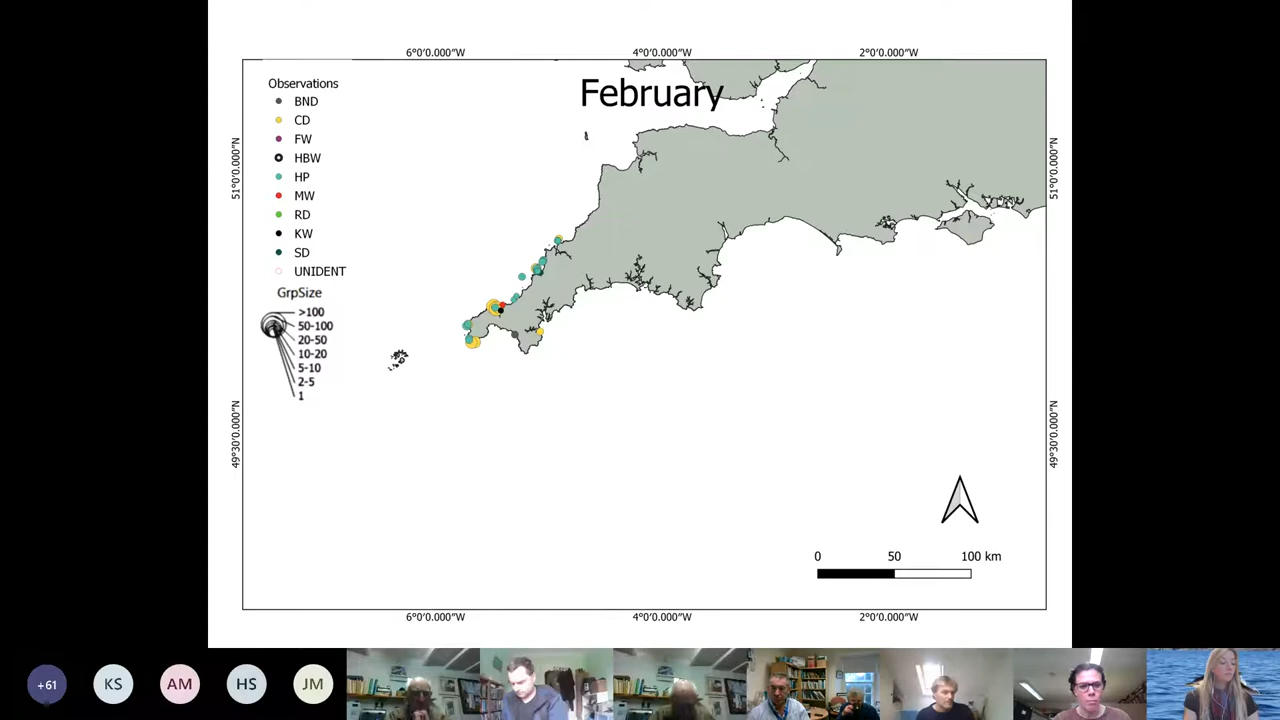 6°0'0.000"W 4°0'0.000"W 2°0'0.000"W
February
Observations
BND
CD
FW
HBW
HP
MW
RD
KW
SD
UNIDENT
GrpSize
>100
50-100
20-50
10-20
5-10
2-5
1
51°0'0.000"N
49°30'0.000"N
51°0'0.000"N
49°30'0.000"N
0 50 100 km
6°0'0.000"W 4°0'0.000"W 2°0'0.000"W
+61 KS AM HS JM